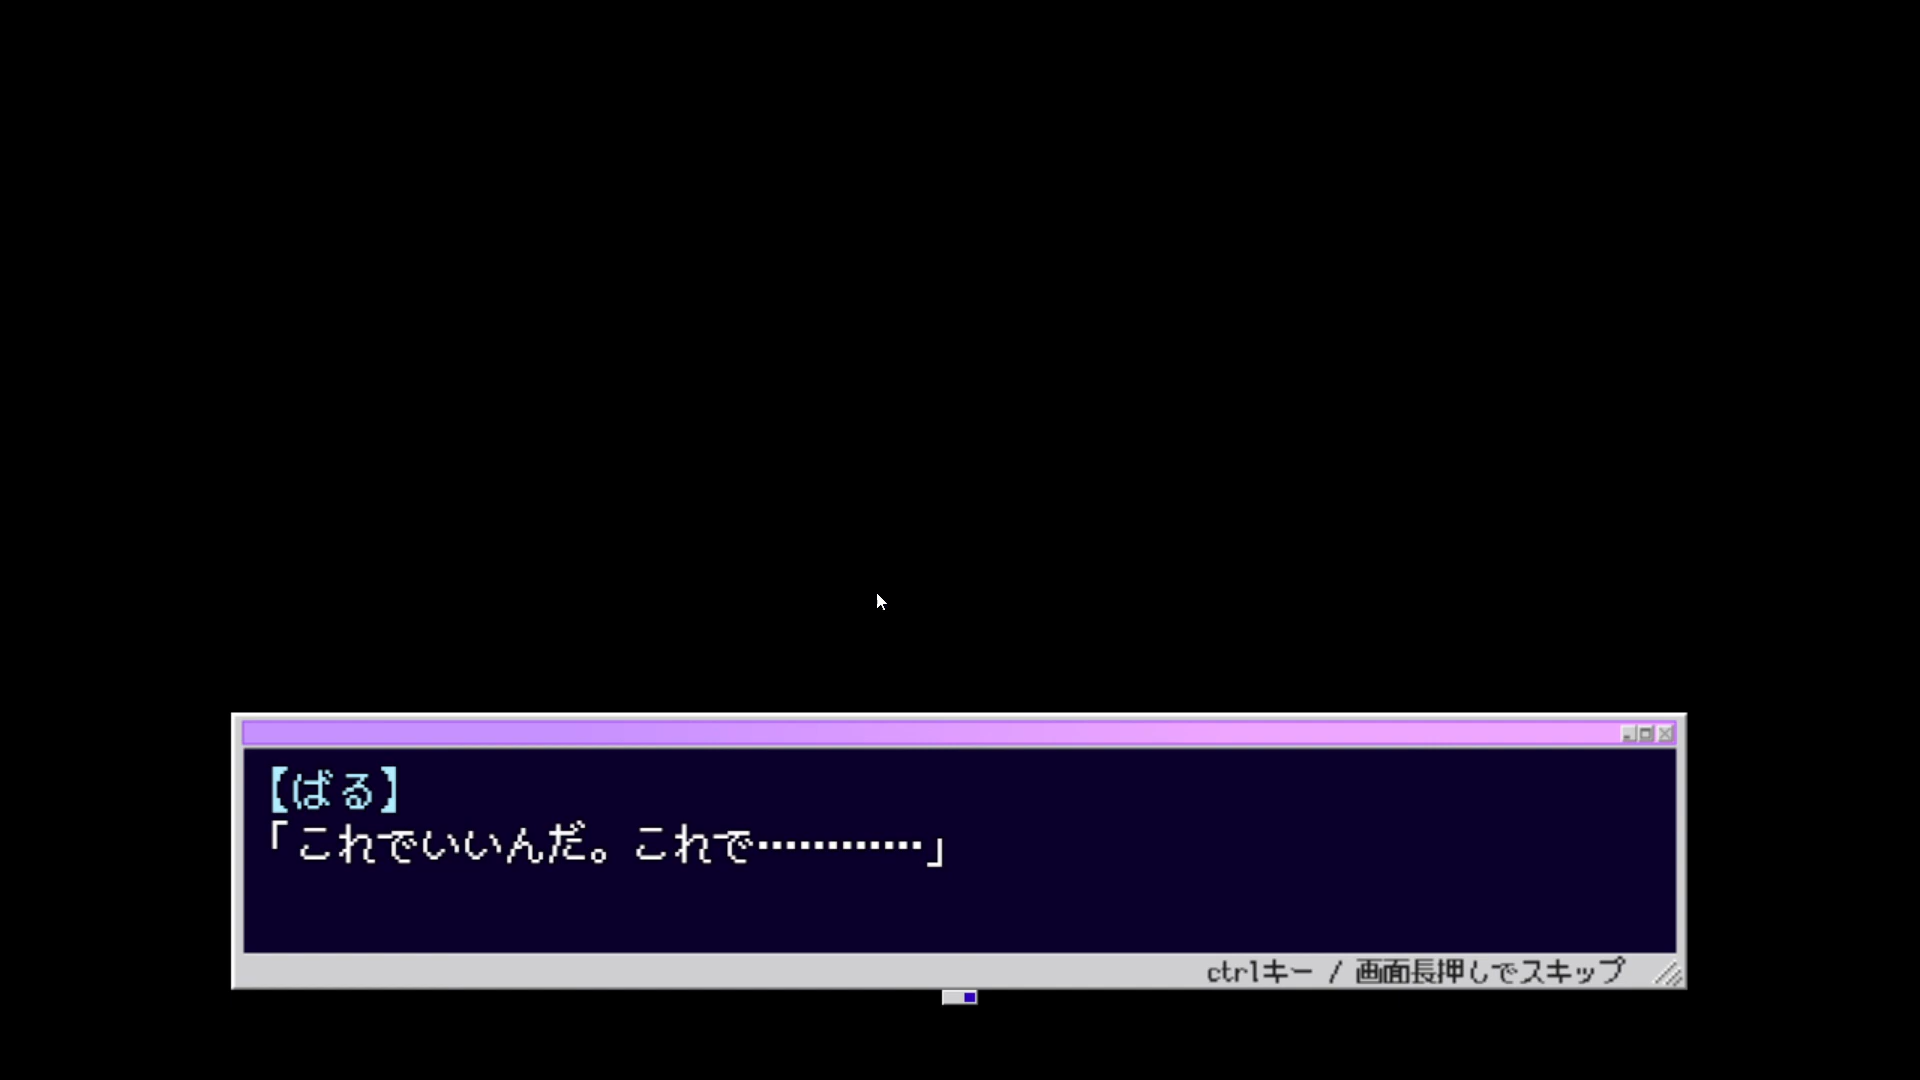 【ばる】
「これでいいんだ。これで…………」
ctrlキー / 画面長押しでスキップ